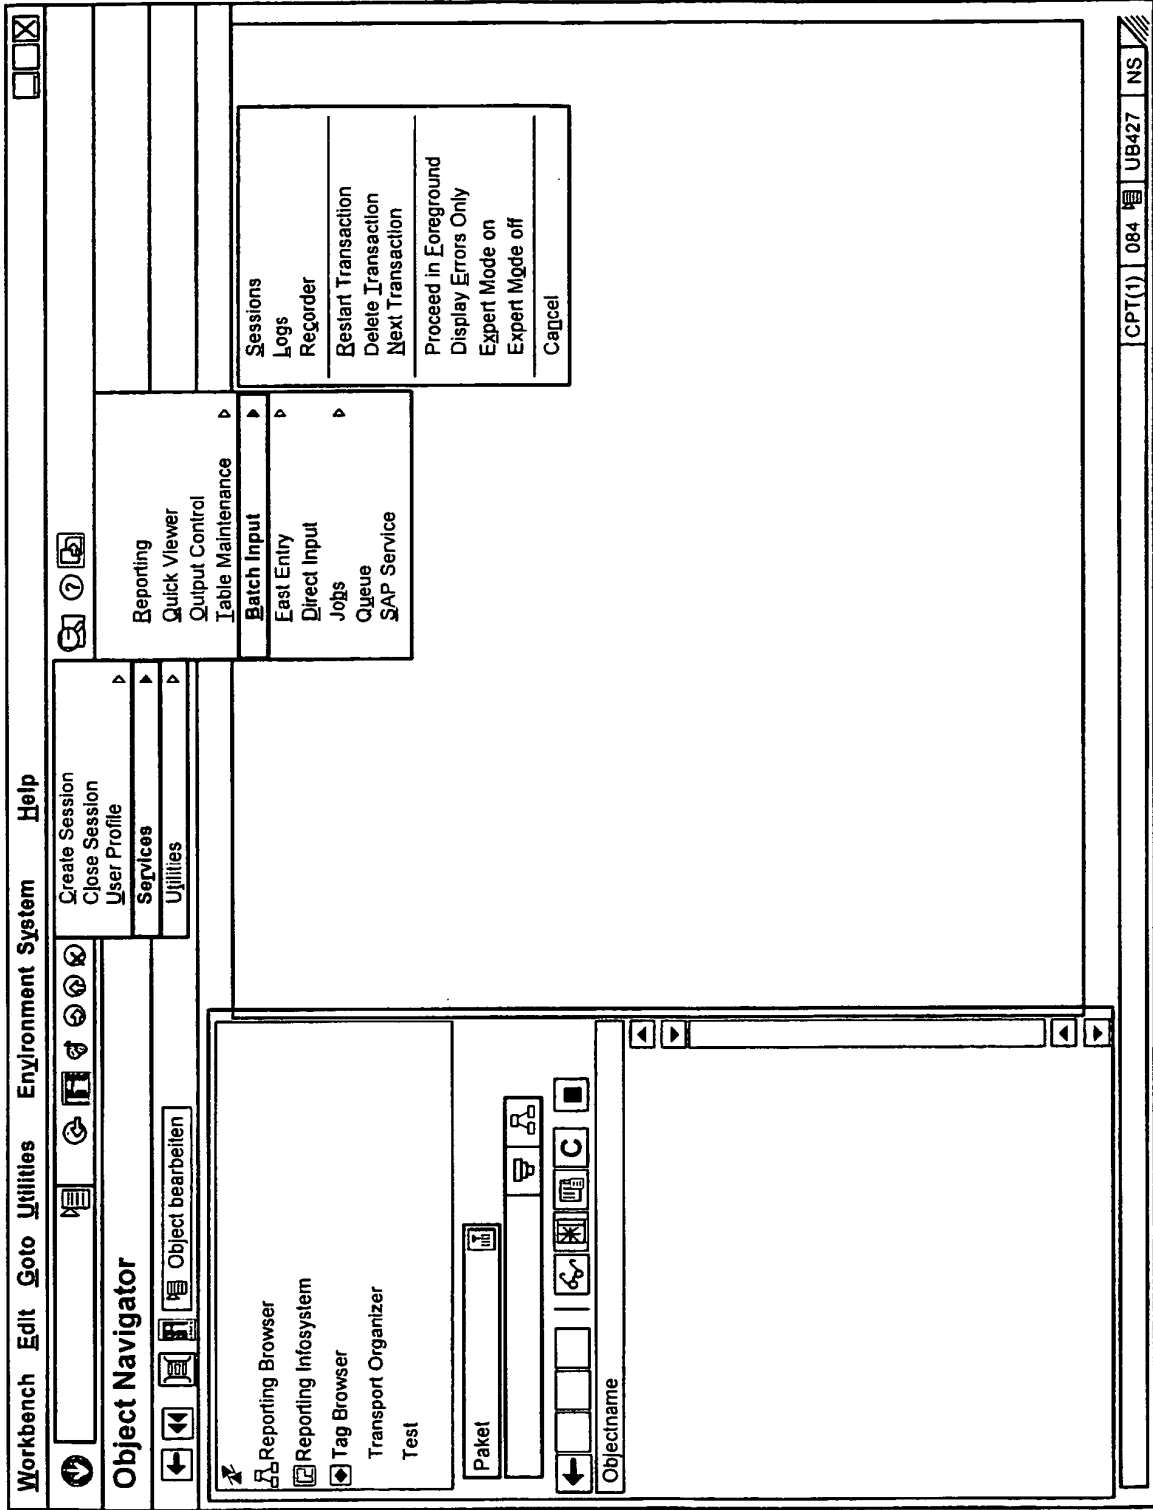 Workbench Edit Goto Utilities Environment System Help
Create Session
Close Session
User Profile
Services
Utilities
Reporting
Quick Viewer
Output Control
Table Maintenance
Batch Input
Fast Entry
Direct Input
Jobs
Queue
SAP Service
Sessions
Logs
Recorder
Restart Transaction
Delete Transaction
Next Transaction
Proceed in Foreground
Display Errors Only
Expert Mode on
Expert Mode off
Cancel
Object Navigator
Object bearbeiten
Reporting Browser
Reporting Infosystem
Tag Browser
Transport Organizer
Test
Paket
C
Objectname
CPT(1) 084 UB427 NS